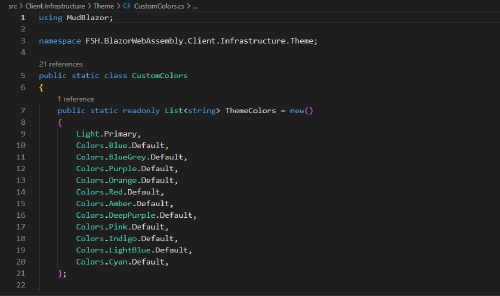 src > Client.Infrastructure > Theme > C# CustomColors.cs > ...
1 using MudBlazor;
2
3 namespace FSH.BlazorWebAssembly.Client.Infrastructure.Theme;
4
21 references
5 public static class CustomColors
6 {
1 reference
7 public static readonly List<string> ThemeColors = new()
8 {
9 Light.Primary,
10 Colors.Blue.Default,
11 Colors.BlueGrey.Default,
12 Colors.Purple.Default,
13 Colors.Orange.Default,
14 Colors.Red.Default,
15 Colors.Amber.Default,
16 Colors.DeepPurple.Default,
17 Colors.Pink.Default,
18 Colors.Indigo.Default,
19 Colors.LightBlue.Default,
20 Colors.Cyan.Default,
21 };
22